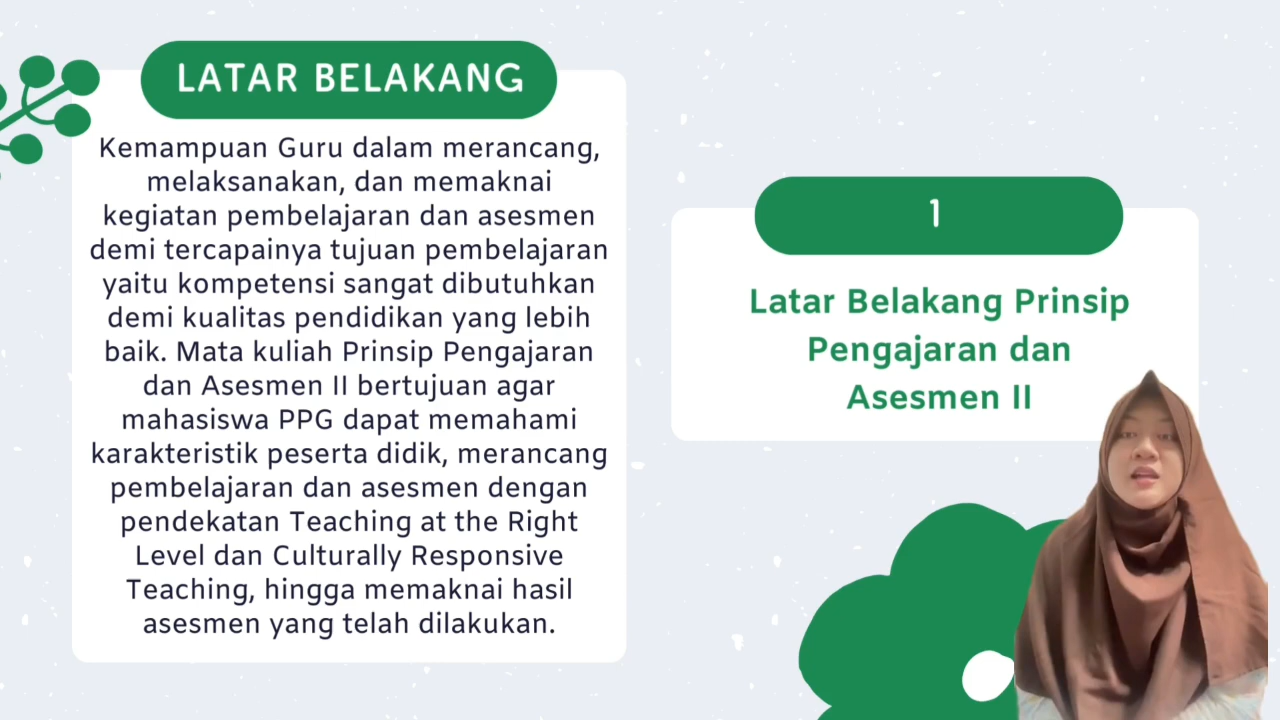 LATAR BELAKANG
Kemampuan Guru dalam merancang,
melaksanakan, dan memaknai
kegiatan pembelajaran dan asesmen
demi tercapainya tujuan pembelajaran
yaitu kompetensi sangat dibutuhkan
demi kualitas pendidikan yang lebih
baik. Mata kuliah Prinsip Pengajaran
dan Asesmen II bertujuan agar
mahasiswa PPG dapat memahami
karakteristik peserta didik, merancang
pembelajaran dan asesmen dengan
pendekatan Teaching at the Right
Level dan Culturally Responsive
Teaching, hingga memaknai hasil
asesmen yang telah dilakukan.
1
Latar Belakang Prinsip
Pengajaran dan
Asesmen II